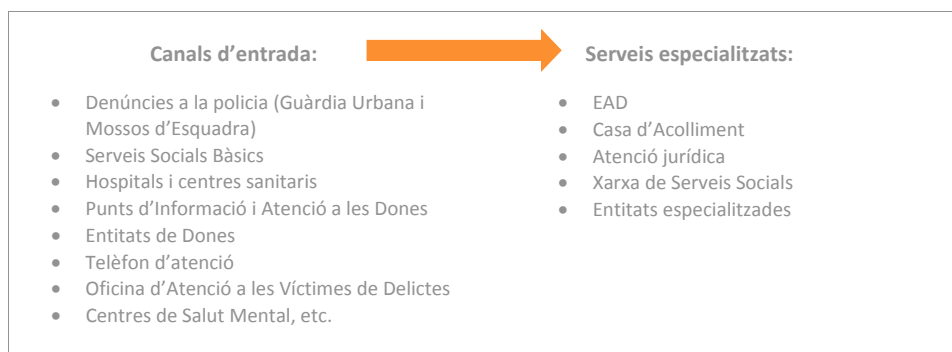 Canals d’entrada:
• Denúncies a la policia (Guàrdia Urbana i
Mossos d’Esquadra)
• Serveis Socials Bàsics
• Hospitals i centres sanitaris
• Punts d’Informació i Atenció a les Dones
• Entitats de Dones
• Telèfon d’atenció
• Oficina d’Atenció a les Víctimes de Delictes
• Centres de Salut Mental, etc.
Serveis especialitzats:
• EAD
• Casa d’Acolliment
• Atenció jurídica
• Xarxa de Serveis Socials
• Entitats especialitzades